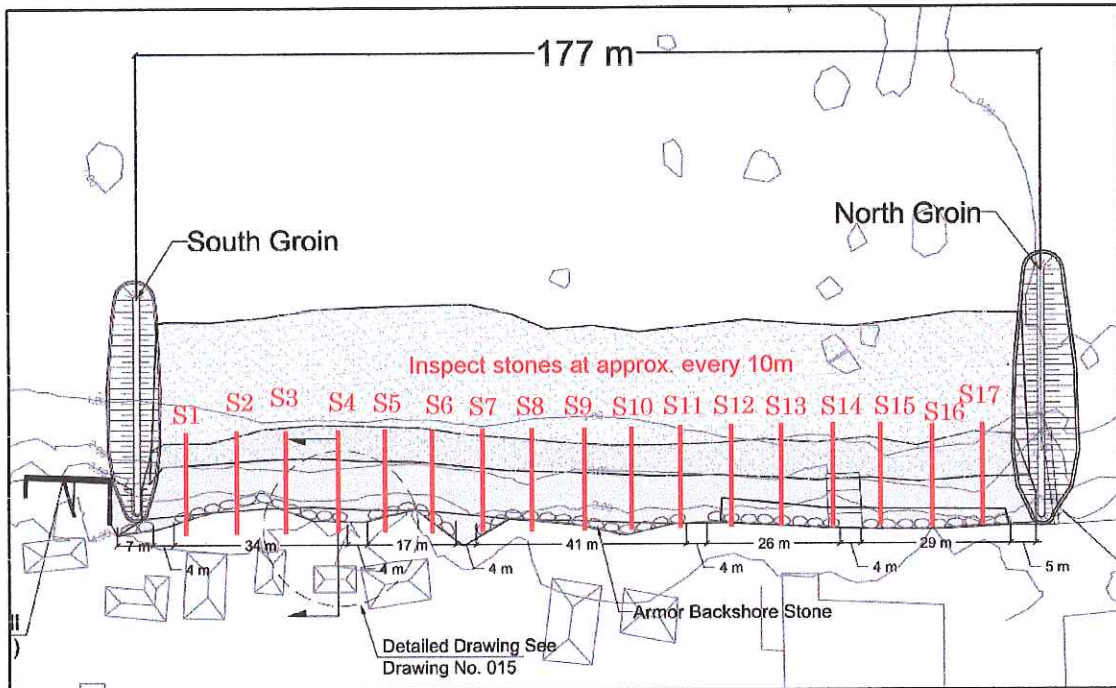 177 m
North Groin
South Groin
Inspect stones at approx. every 10m
S1 S2 S3 S4 S5 S6 S7 S8 S9 S10 S11 S12 S13 S14 S15 S16 S17
7 m 34 m 17 m 41 m 26 m 29 m
4 m 4 m 4 m 4 m 4 m 5 m
Armor Backshore Stone
Detailed Drawing See
Drawing No. 015